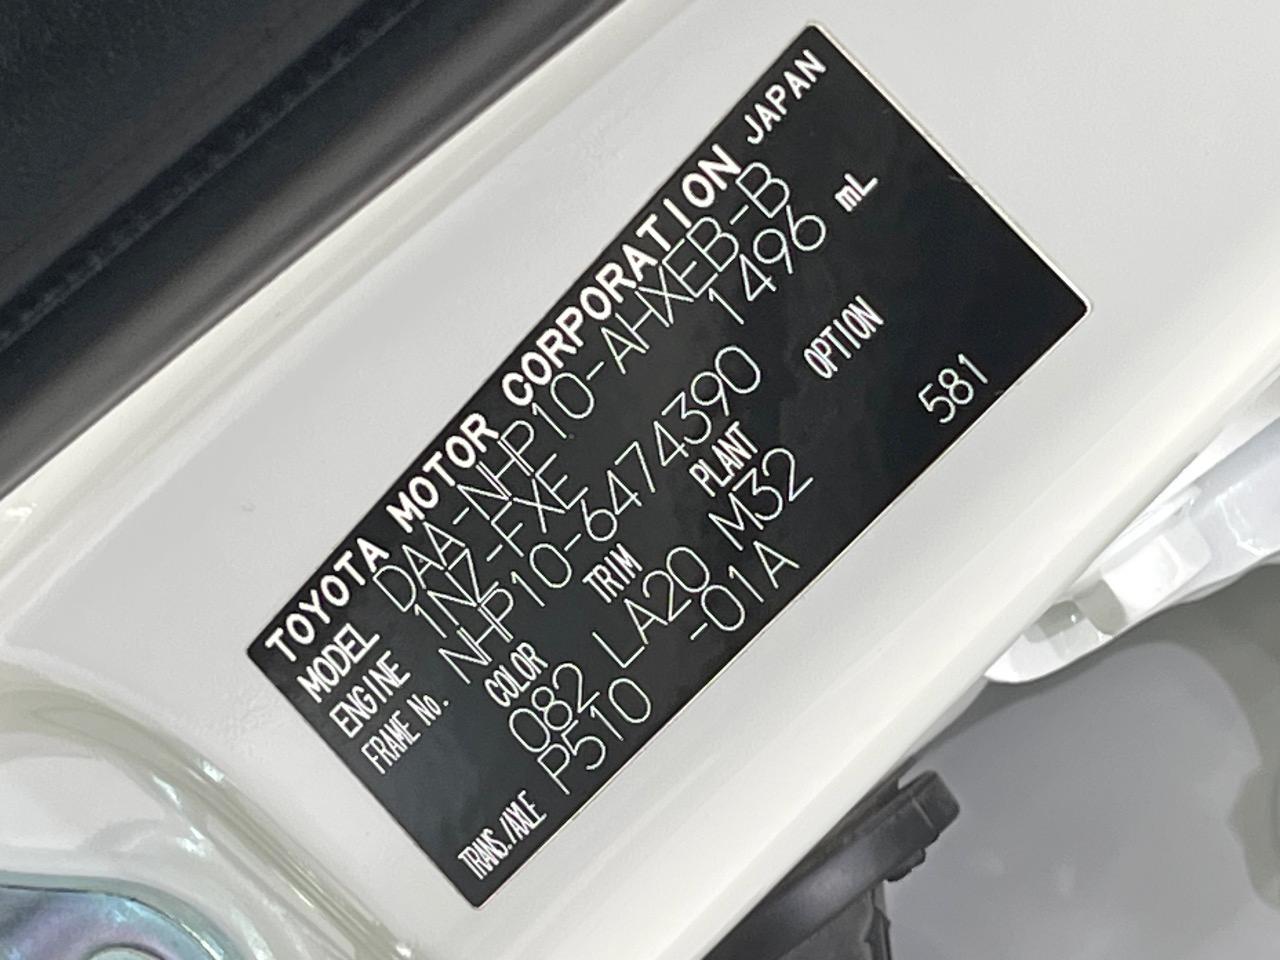 TOYOTA MOTOR CORPORATION JAPAN
MODEL DAA-NHP10-AHXEB-B
ENGINE 1NZ-FXE 1496 mL
FRAME No. NHP10-6474390
COLOR TRIM PLANT OPTION
082 LA20 M32
TRANS./AXLE P510 -01A 581